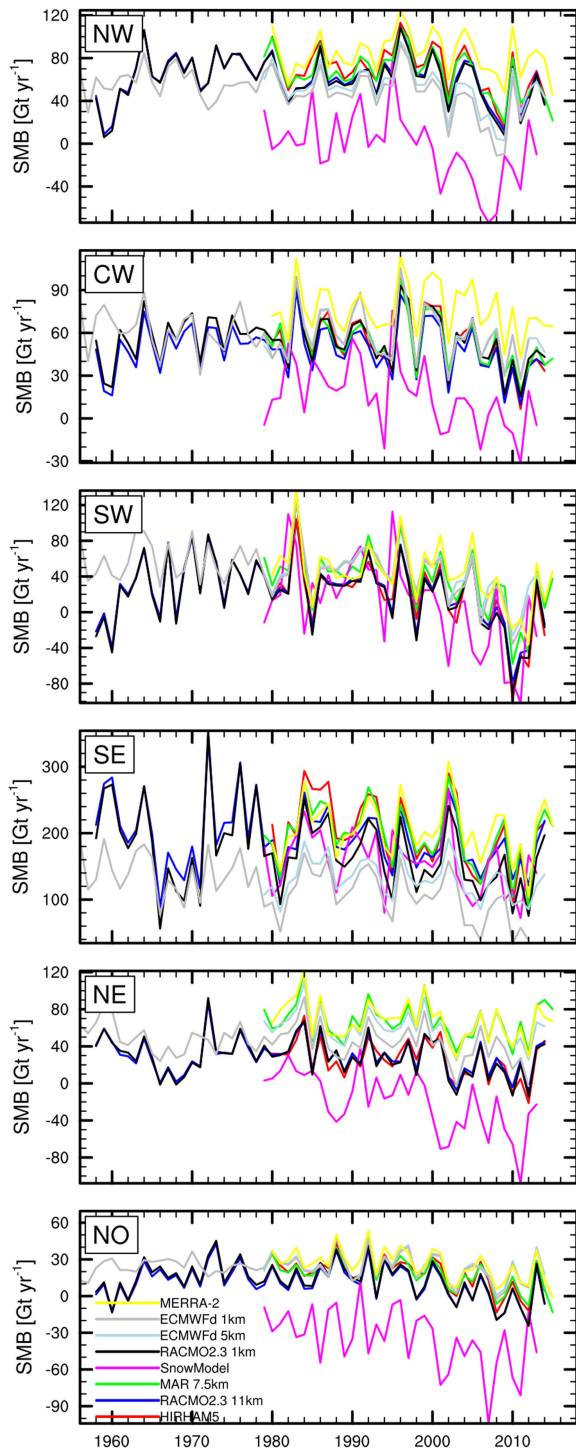 NW
SMB [Gt yr-1]
120
80
40
0
-40
CW
SMB [Gt yr-1]
90
60
30
0
-30
SW
SMB [Gt yr-1]
120
80
40
0
-40
-80
SE
SMB [Gt yr-1]
300
200
100
NE
SMB [Gt yr-1]
120
80
40
0
-40
-80
NO
SMB [Gt yr-1]
60
30
0
-30
-60
-90
MERRA-2
ECMWFd 1km
ECMWFd 5km
RACMO2.3 1km
SnowModel
MAR 7.5km
RACMO2.3 11km
HIRHAM5
1960 1970 1980 1990 2000 2010